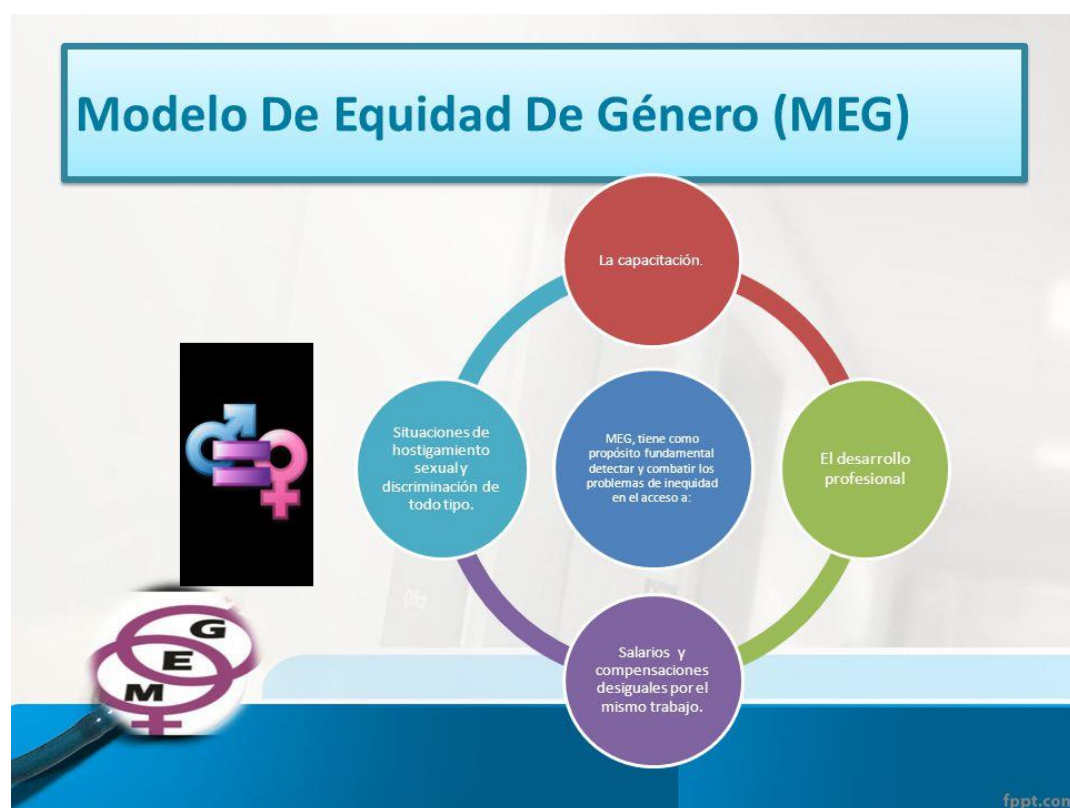 Modelo De Equidad De Género (MEG)
La capacitación.
MEG, tiene como
propósito fundamental
detectar y combatir los
problemas de inequidad
en el acceso a:
El desarrollo
profesional
Salarios y
compensaciones
desiguales por el
mismo trabajo.
Situaciones de
hostigamiento
sexual y
discriminación de
todo tipo.
G
E
M
fppt.com